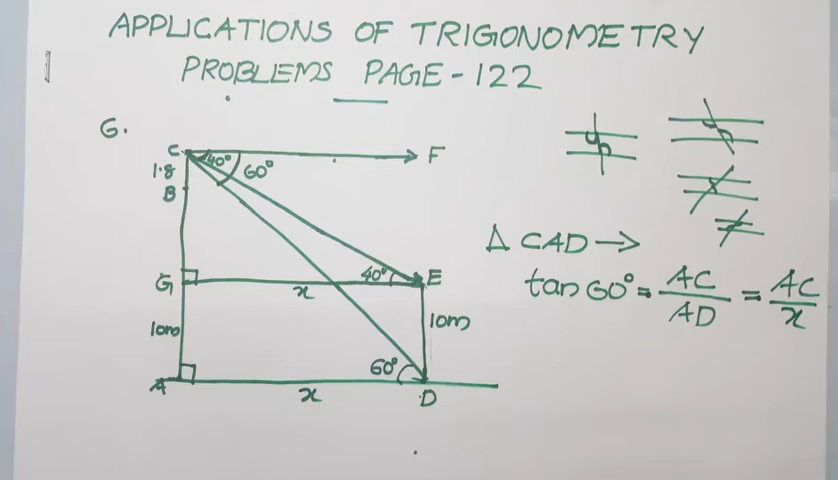 APPLICATIONS OF TRIGONOMETRY
PROBLEMS PAGE-122
6.
C 40° 60° F
1.8
B
G x 40° E
10m 10m
A x 60° D
Δ CAD →
tan 60° = AC/AD = AC/x